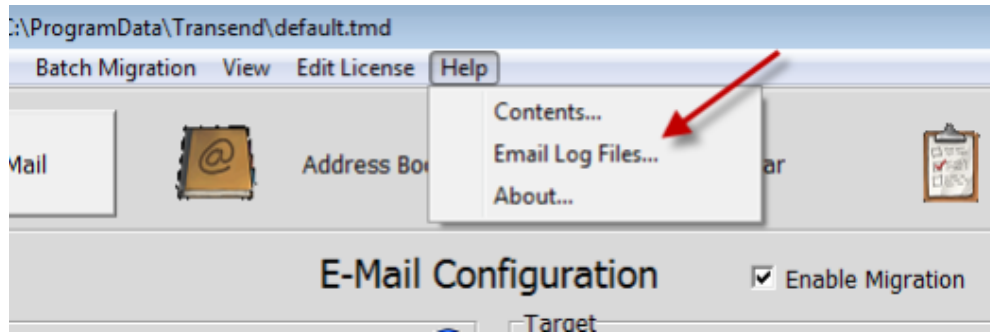 :\ProgramData\Transend\default.tmd
Batch Migration View Edit License Help
Contents...
Mail Address Bo Email Log Files... ar
About...
E-Mail Configuration Enable Migration
Target